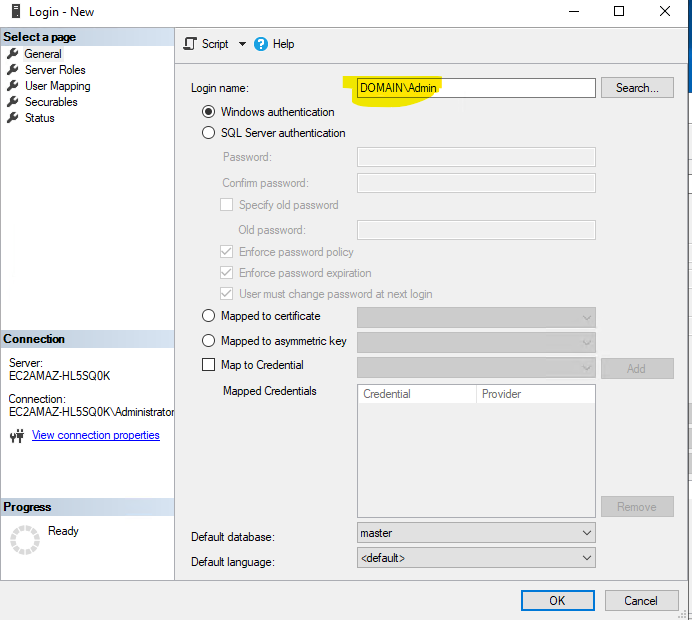 Login - New
Select a page
General
Server Roles
User Mapping
Securables
Status
Connection
Server:
EC2AMAZ-HL5SQ0K
Connection:
EC2AMAZ-HL5SQ0K\Administrator
View connection properties
Progress
Ready
Script
Help
Login name:
DOMAIN\Admin
Search...
Windows authentication
SQL Server authentication
Password:
Confirm password:
Specify old password
Old password:
Enforce password policy
Enforce password expiration
User must change password at next login
Mapped to certificate
Mapped to asymmetric key
Map to Credential
Add
Mapped Credentials
Credential
Provider
Remove
Default database:
master
Default language:
<default>
OK
Cancel